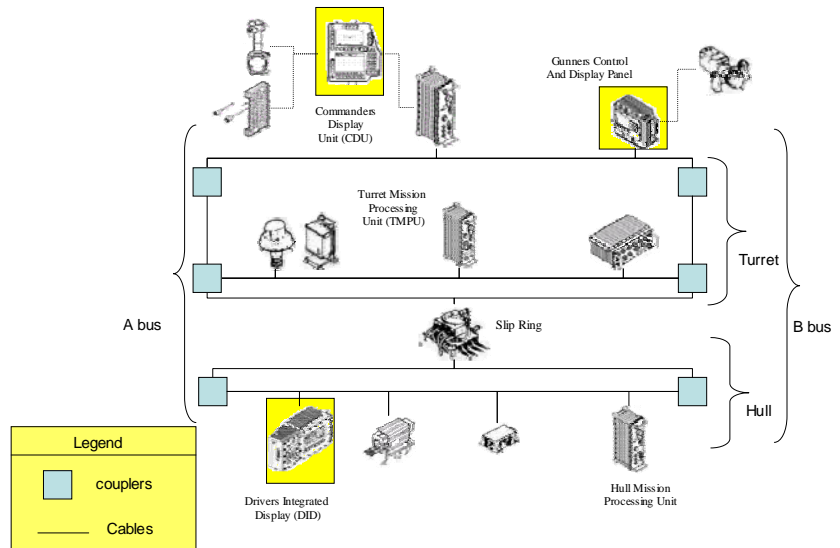 Gunners Control
And Display Panel
Commanders
Display
Unit (CDU)
Turret Mission
Processing
Unit (TMPU)
Turret
A bus
Slip Ring
B bus
Hull
Legend
couplers
Cables
Drivers Integrated
Display (DID)
Hull Mission
Processing Unit